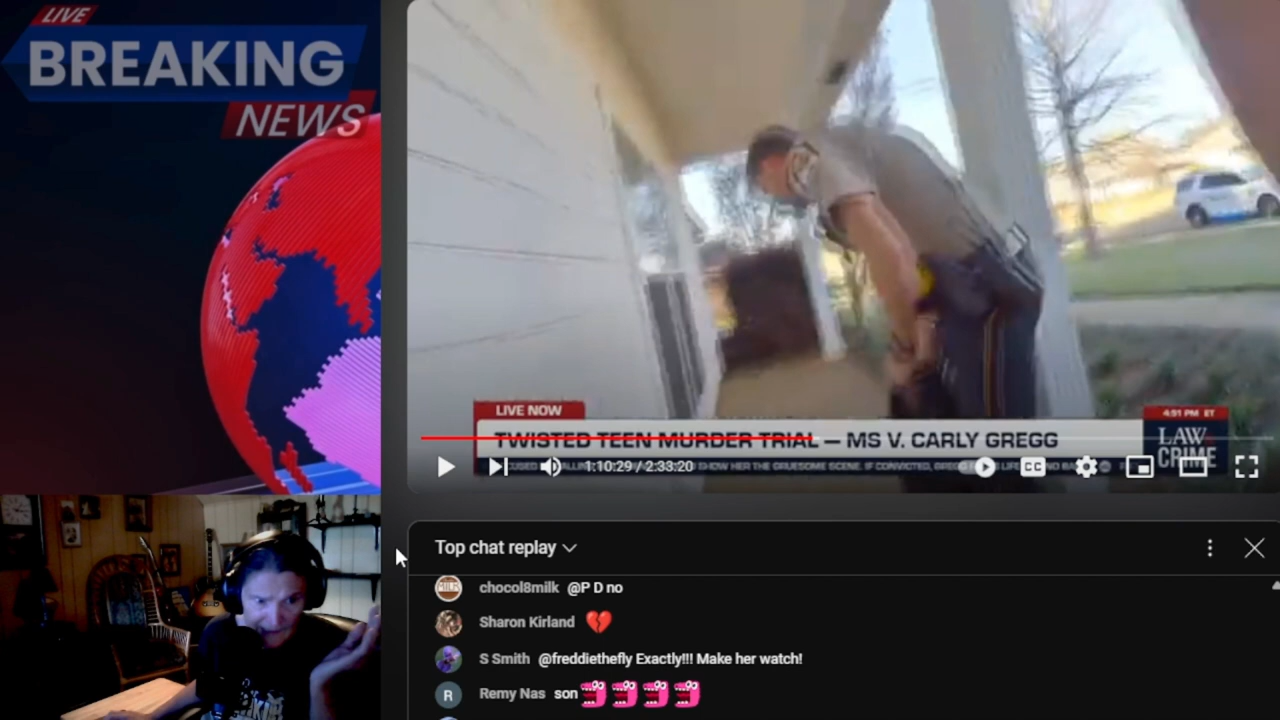 LIVE
BREAKING
NEWS
LIVE NOW
4:51 PM ET
TWISTED TEEN MURDER TRIAL — MS V. CARLY GREGG
LAW
CRIME
SHOW HER THE GRUESOME SCENE. IF CONVICTED,
1:10:29 / 2:33:20
CC
Top chat replay
chocol8milk @P D no
Sharon Kirland 💔
S Smith @freddiethefly Exactly!!! Make her watch!
R Remy Nas son